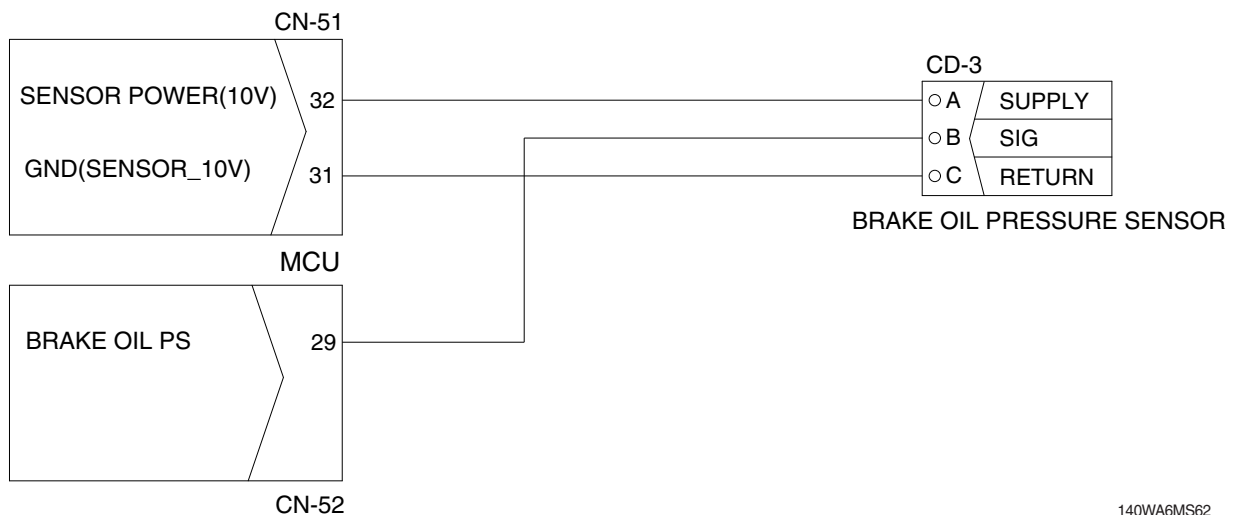 CN-51
SENSOR POWER(10V) 32
GND(SENSOR_10V) 31
MCU
BRAKE OIL PS 29
CN-52
CD-3
A SUPPLY
B SIG
C RETURN
BRAKE OIL PRESSURE SENSOR
140WA6MS62